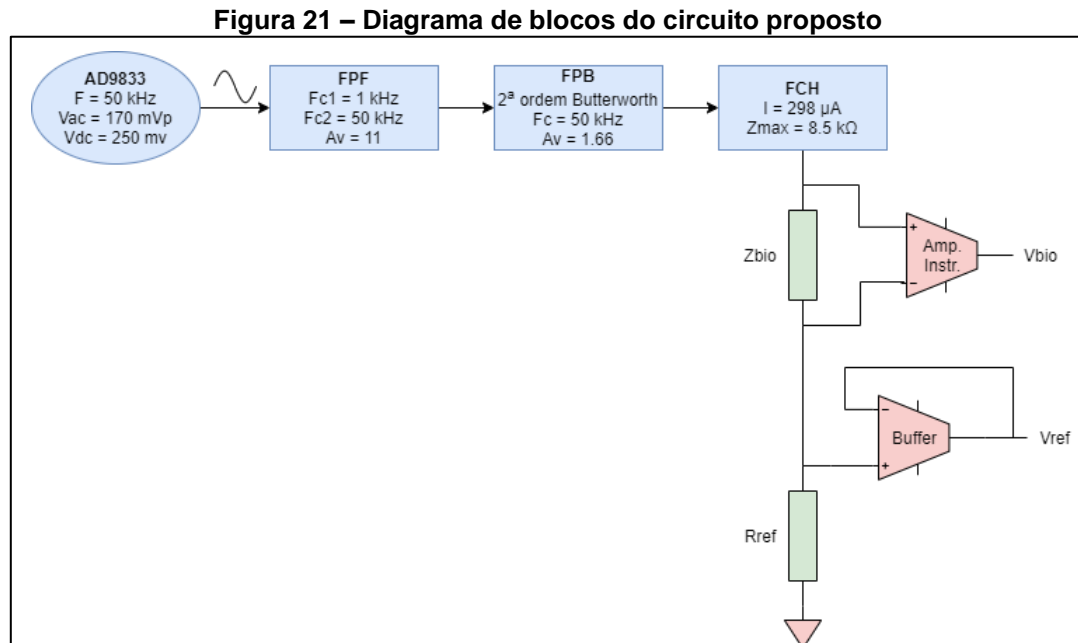 Figura 21 – Diagrama de blocos do circuito proposto
AD9833
F = 50 kHz
Vac = 170 mVp
Vdc = 250 mv
FPF
Fc1 = 1 kHz
Fc2 = 50 kHz
Av = 11
FPB
2ª ordem Butterworth
Fc = 50 kHz
Av = 1.66
FCH
I = 298 µA
Zmax = 8.5 kΩ
Zbio
+
Amp.
Instr.
-
Vbio
-
Buffer
+
Vref
Rref